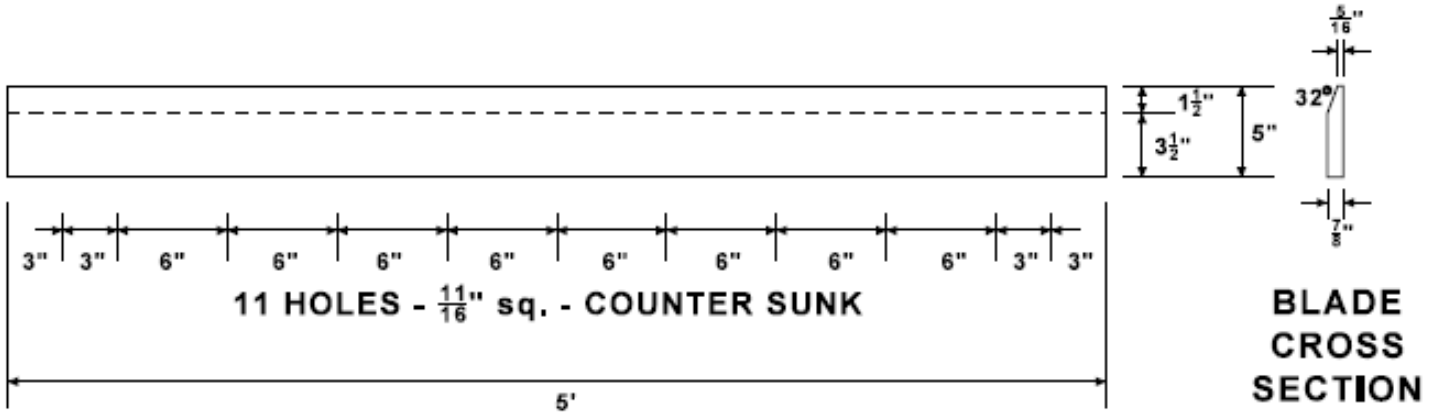 5/16"
32°
1 1/2"
3 1/2"
5"
7/8"
3" 3" 6" 6" 6" 6" 6" 6" 6" 6" 3" 3"
11 HOLES - 11/16" sq. - COUNTER SUNK
5'
BLADE
CROSS
SECTION